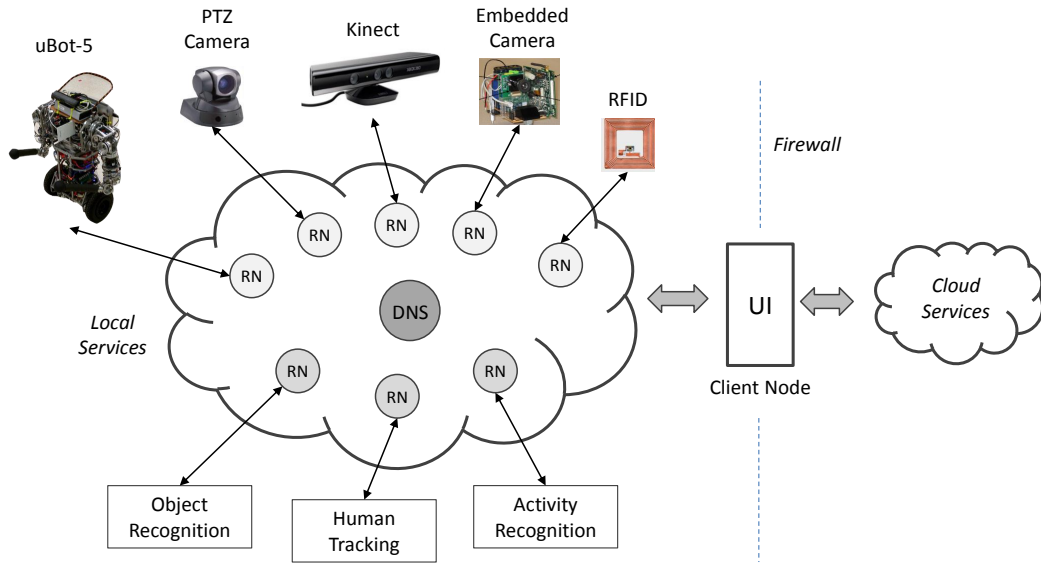 uBot-5
PTZ
Camera
Kinect
Embedded
Camera
RFID
Firewall
RN
RN
RN
RN
RN
DNS
Local
Services
RN
RN
RN
UI
Client Node
Cloud
Services
Object
Recognition
Human
Tracking
Activity
Recognition